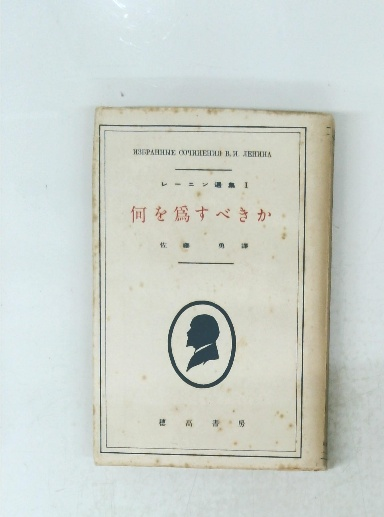 ИЗБРАННЫЕ СОЧИНЕНИЯ В. И. ЛЕНИНА
レーニン選集 I
何を爲すべきか
佐藤 勇 譯
穂高書房